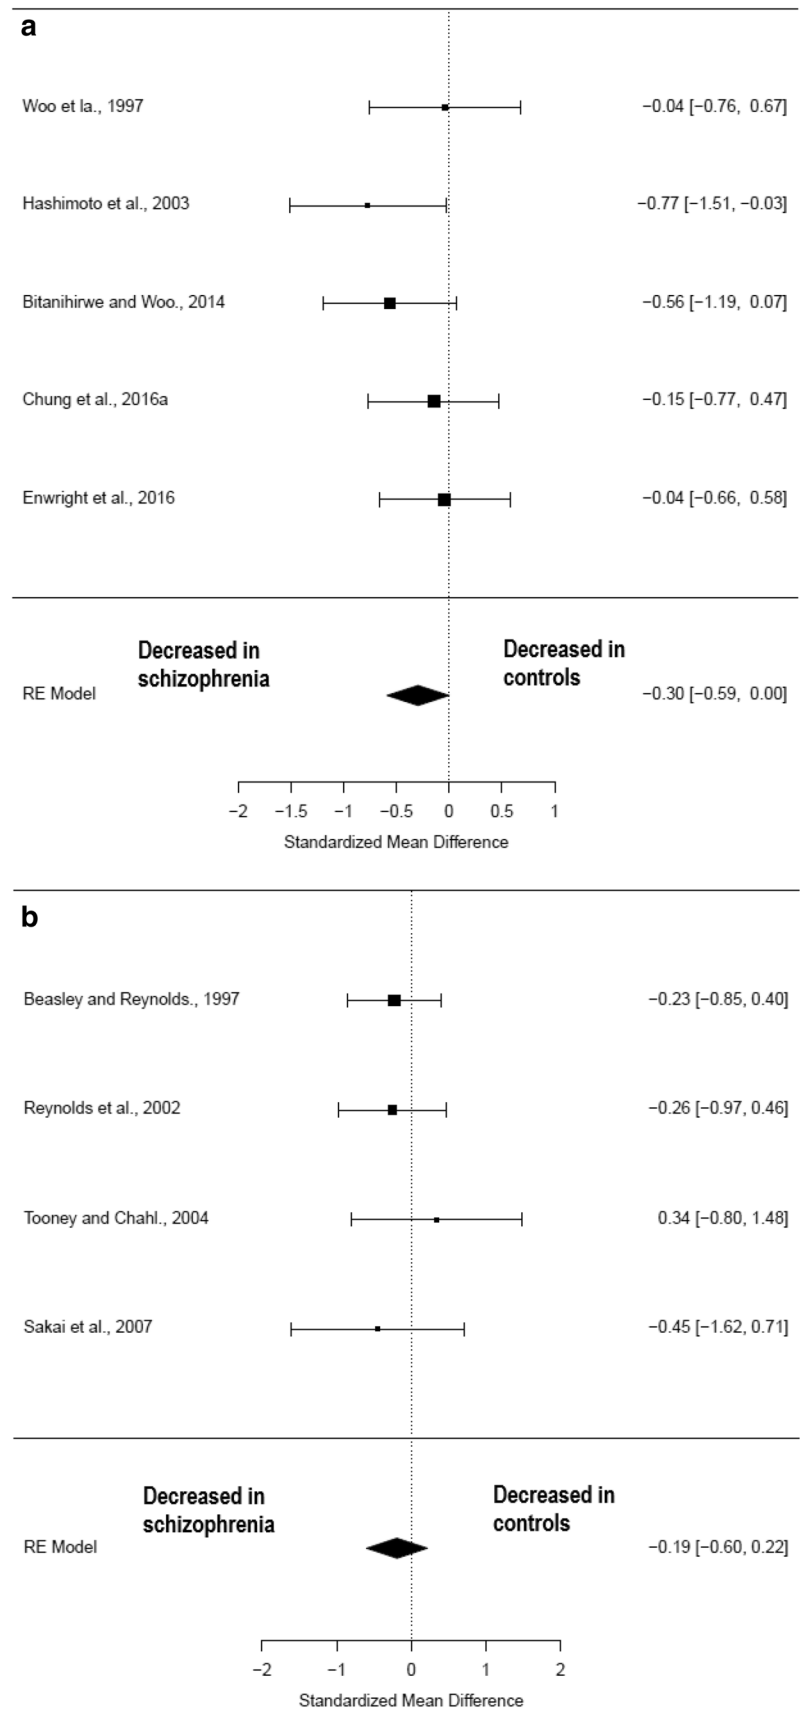 a
Woo et la., 1997 −0.04 [−0.76, 0.67]
Hashimoto et al., 2003 −0.77 [−1.51, −0.03]
Bitanihirwe and Woo., 2014 −0.56 [−1.19, 0.07]
Chung et al., 2016a −0.15 [−0.77, 0.47]
Enwright et al., 2016 −0.04 [−0.66, 0.58]
Decreased in
schizophrenia
Decreased in
controls
RE Model −0.30 [−0.59, 0.00]
−2 −1.5 −1 −0.5 0 0.5 1
Standardized Mean Difference
b
Beasley and Reynolds., 1997 −0.23 [−0.85, 0.40]
Reynolds et al., 2002 −0.26 [−0.97, 0.46]
Tooney and Chahl., 2004 0.34 [−0.80, 1.48]
Sakai et al., 2007 −0.45 [−1.62, 0.71]
Decreased in
schizophrenia
Decreased in
controls
RE Model −0.19 [−0.60, 0.22]
−2 −1 0 1 2
Standardized Mean Difference